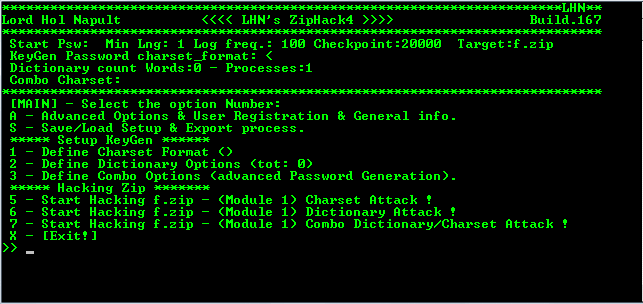 **********************************************************************LHN**
Lord Hol Napult          <<<< LHN's ZipHack4 >>>>                 Build.167
***************************************************************************
Start Psw:  Min Lng: 1 Log freq.: 100 Checkpoint:20000  Target:f.zip
KeyGen Password charset_format: <
Dictionary count Words:0 - Processes:1
Combo Charset:
***************************************************************************
[MAIN] - Select the option Number:
A - Advanced Options & User Registration & General info.
S - Save/Load Setup & Export process.
***** Setup KeyGen ******
1 - Define Charset Format ()
2 - Define Dictionary Options (tot: 0)
3 - Define Combo Options (advanced Password Generation).
***** Hacking Zip *******
5 - Start Hacking f.zip - (Module 1) Charset Attack !
6 - Start Hacking f.zip - (Module 1) Dictionary Attack !
7 - Start Hacking f.zip - (Module 1) Combo Dictionary/Charset Attack !
X - [Exit!]
>> _